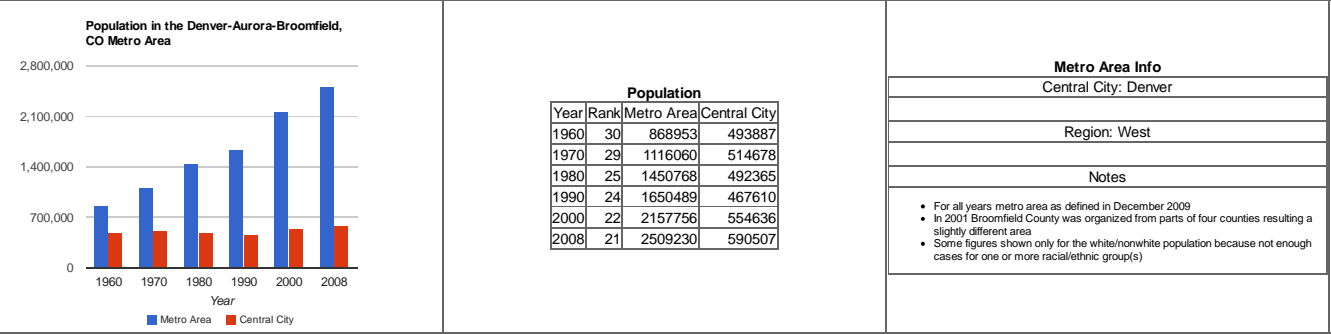 Population in the Denver-Aurora-Broomfield,
CO Metro Area
2,800,000
2,100,000
1,400,000
700,000
0
1960 1970 1980 1990 2000 2008
Year
Metro Area Central City
Population
Year Rank Metro Area Central City
1960 30 868953 493887
1970 29 1116060 514678
1980 25 1450768 492365
1990 24 1650489 467610
2000 22 2157756 554636
2008 21 2509230 590507
Metro Area Info
Central City: Denver
Region: West
Notes
• For all years metro area as defined in December 2009
• In 2001 Broomfield County was organized from parts of four counties resulting a
slightly different area
• Some figures shown only for the white/nonwhite population because not enough
cases for one or more racial/ethnic group(s)